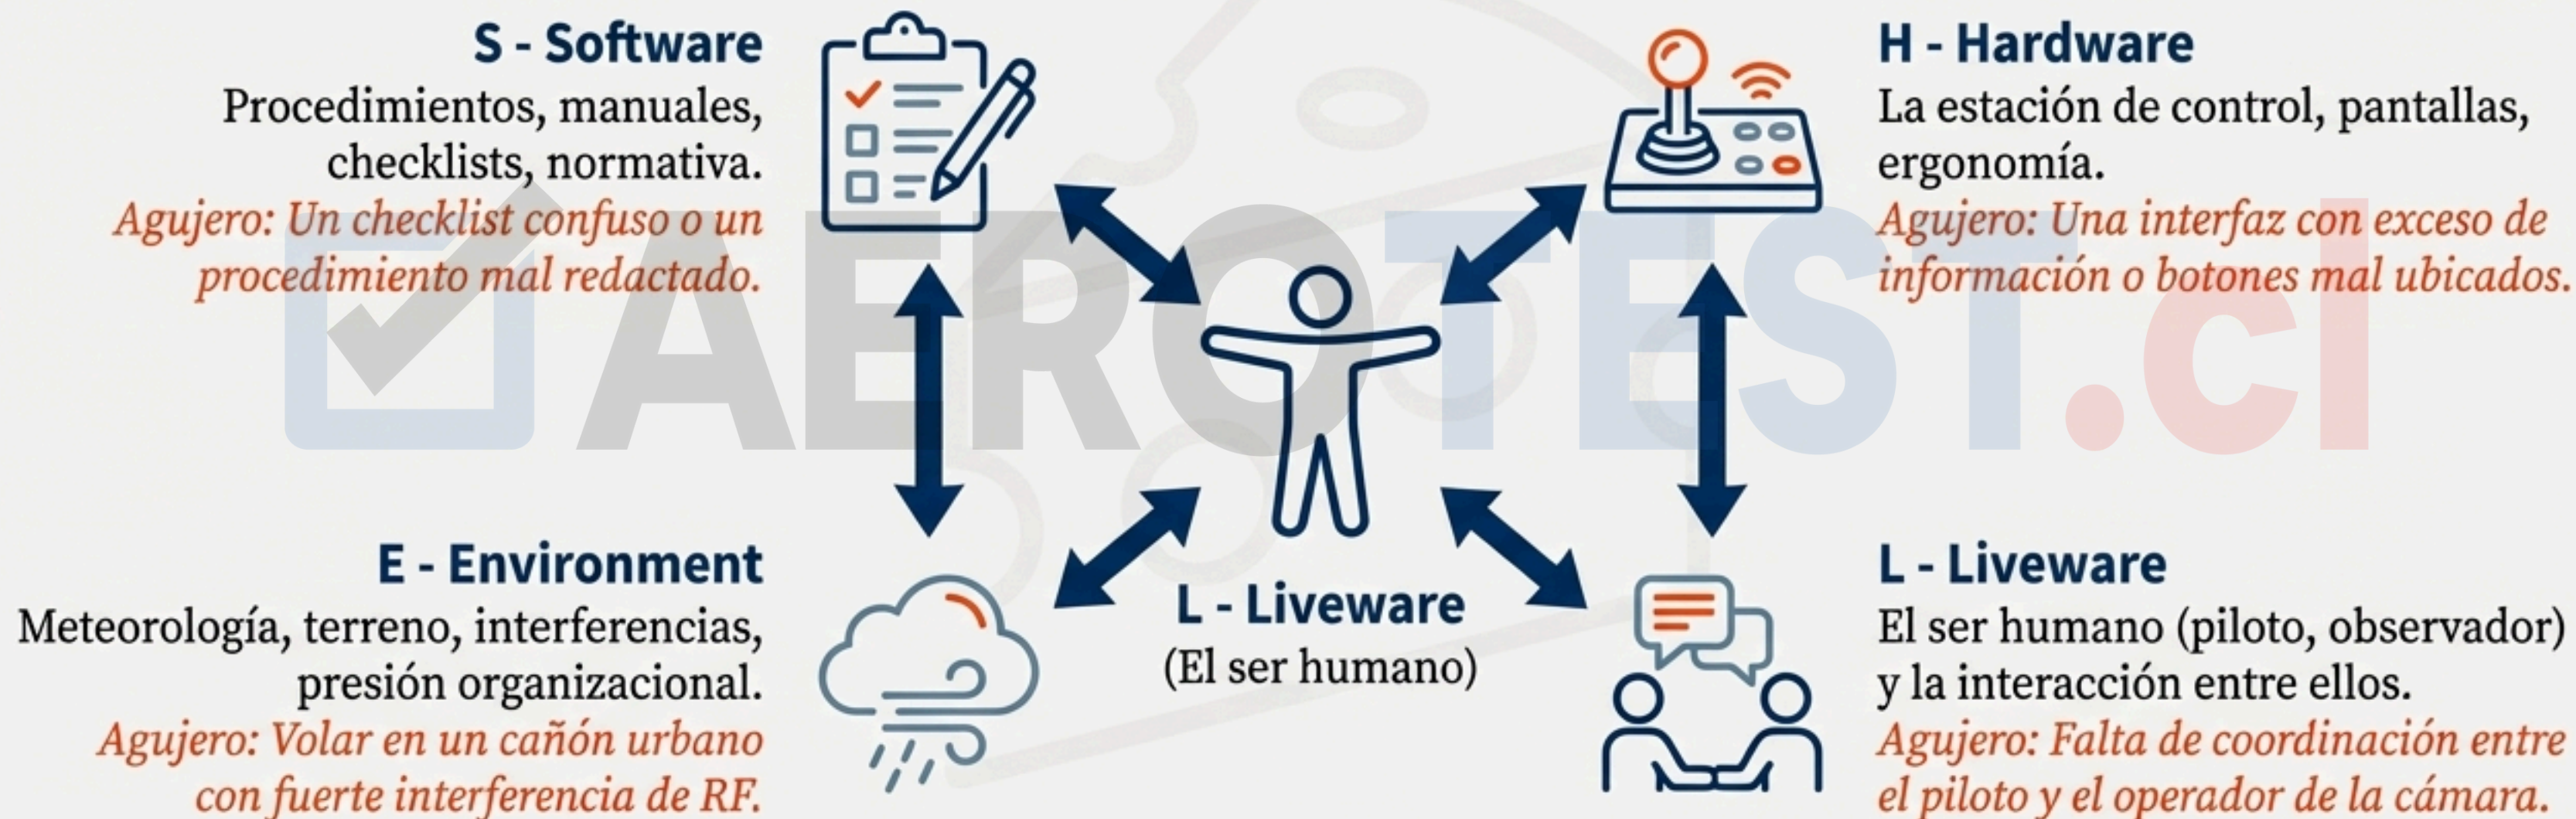 S - Software
Procedimientos, manuales,
checklists, normativa.
Agujero: Un checklist confuso o un
procedimiento mal redactado.
H - Hardware
La estación de control, pantallas,
ergonomía.
Agujero: Una interfaz con exceso de
información o botones mal ubicados.
AEROTEST.cl
E - Environment
Meteorología, terreno, interferencias,
presión organizacional.
Agujero: Volar en un cañón urbano
con fuerte interferencia de RF.
L - Liveware
(El ser humano)
L - Liveware
El ser humano (piloto, observador)
y la interacción entre ellos.
Agujero: Falta de coordinación entre
el piloto y el operador de la cámara.